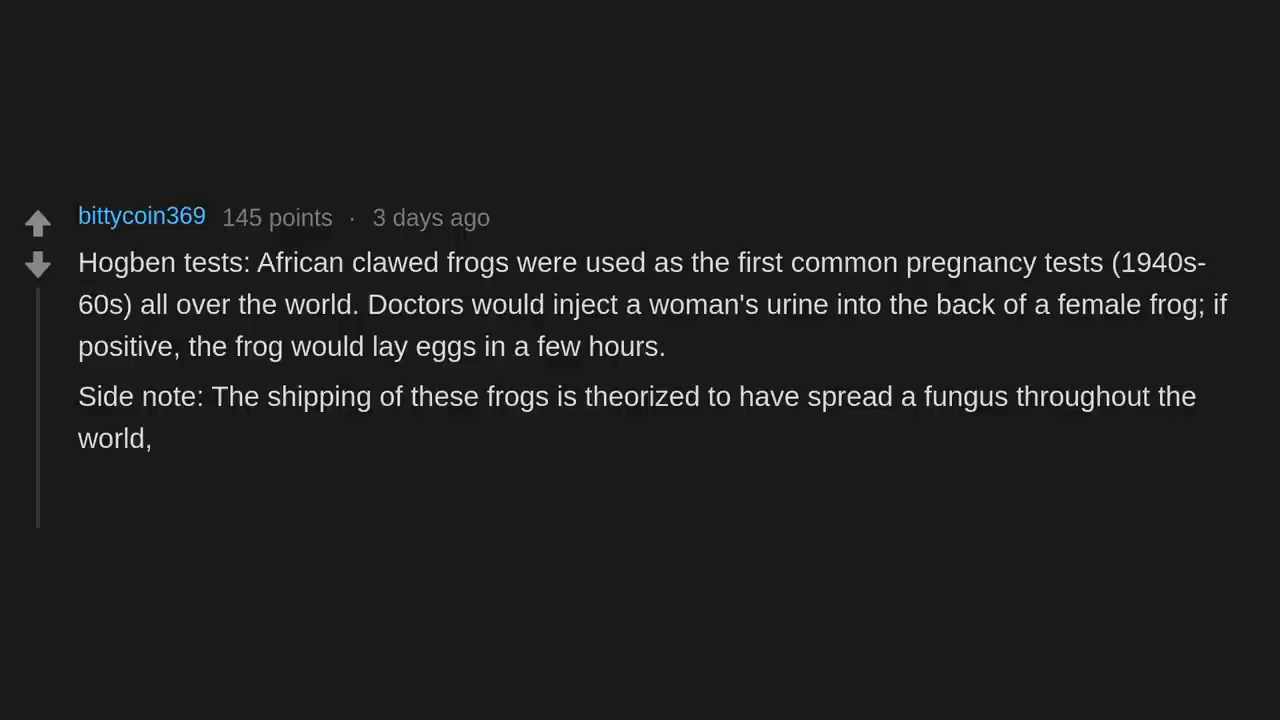 bittycoin369 145 points · 3 days ago
Hogben tests: African clawed frogs were used as the first common pregnancy tests (1940s-
60s) all over the world. Doctors would inject a woman's urine into the back of a female frog; if
positive, the frog would lay eggs in a few hours.
Side note: The shipping of these frogs is theorized to have spread a fungus throughout the
world,